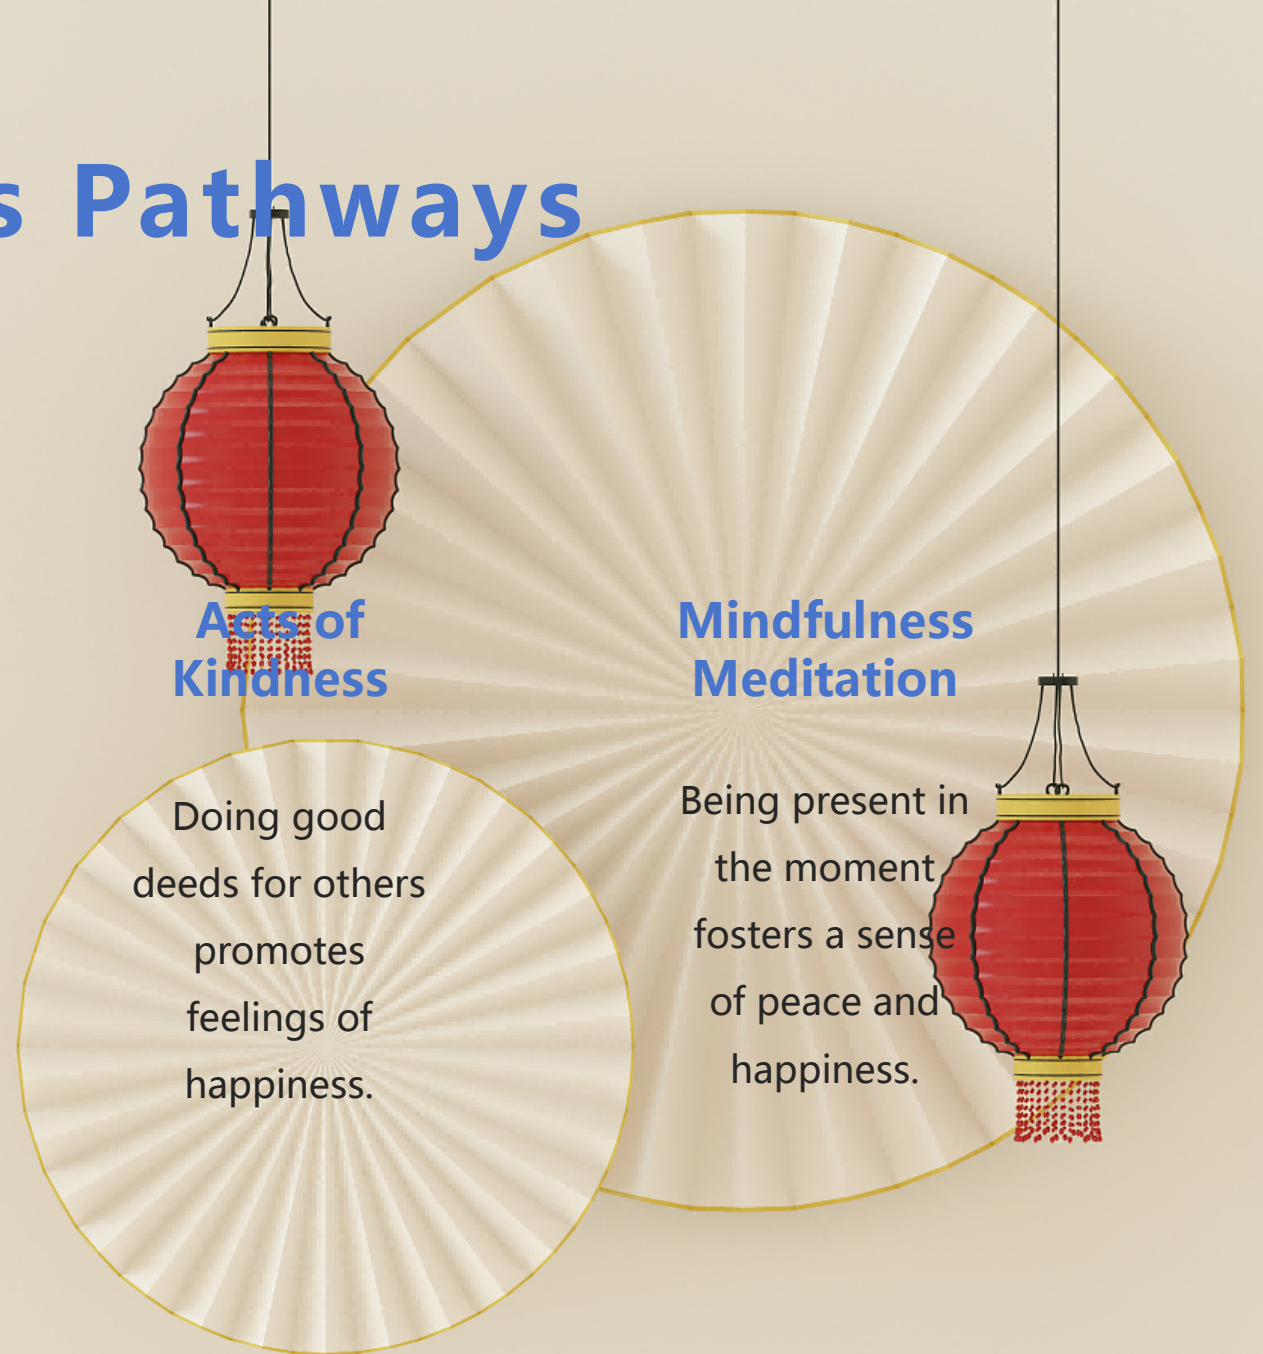 s Pathways
Acts of
Kindness
Doing good
deeds for others
promotes
feelings of
happiness.
Mindfulness
Meditation
Being present in
the moment
fosters a sense
of peace and
happiness.